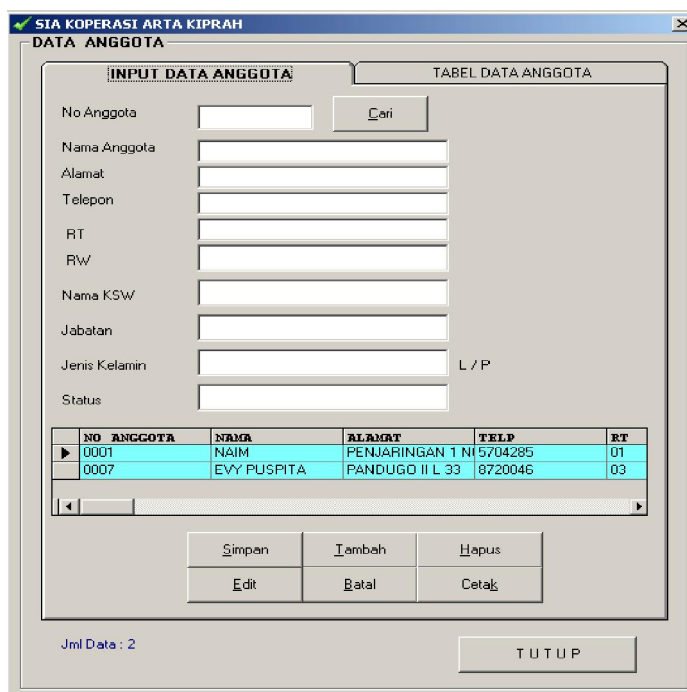 SIA KOPERASI ARTA KIPRAH
DATA ANGGOTA
INPUT DATA ANGGOTA TABEL DATA ANGGOTA
No Anggota Cari
Nama Anggota
Alamat
Telepon
RT
RW
Nama KSW
Jabatan
Jenis Kelamin L / P
Status
NO ANGGOTA NAMA ALAMAT TELP RT
0001 NAIM PENJARINGAN 1 N 5704285 01
0007 EVY PUSPITA PANDUGO II L 33 8720046 03
Simpan Tambah Hapus
Edit Batal Cetak
Jml Data : 2
T U T U P